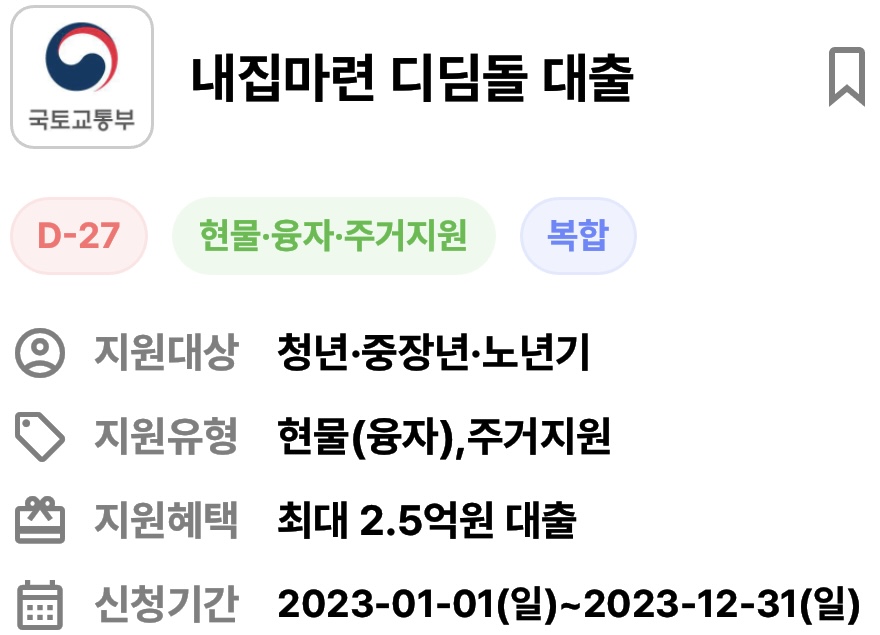 국토교통부
내집마련 디딤돌 대출
D-27
현물·융자·주거지원
복합
지원대상 청년·중장년·노년기
지원유형 현물(융자),주거지원
지원혜택 최대 2.5억원 대출
신청기간 2023-01-01(일)~2023-12-31(일)